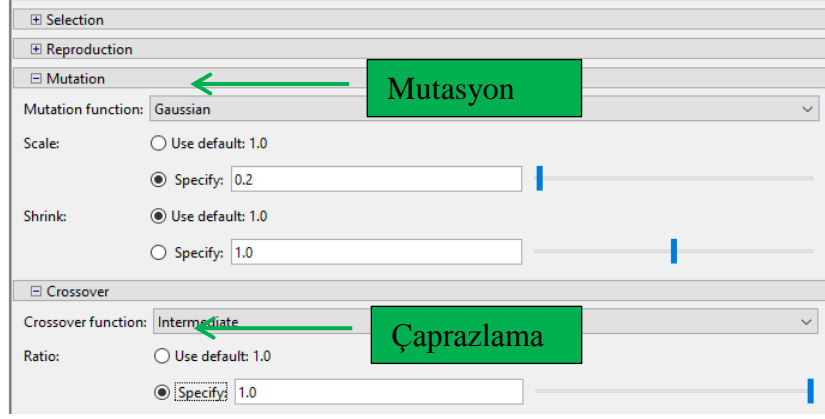 Selection
Reproduction
Mutation
Mutasyon
Mutation function: Gaussian
Scale: Use default: 1.0
Specify: 0.2
Shrink: Use default: 1.0
Specify: 1.0
Crossover
Crossover function: Intermediate
Çaprazlama
Ratio: Use default: 1.0
Specify: 1.0